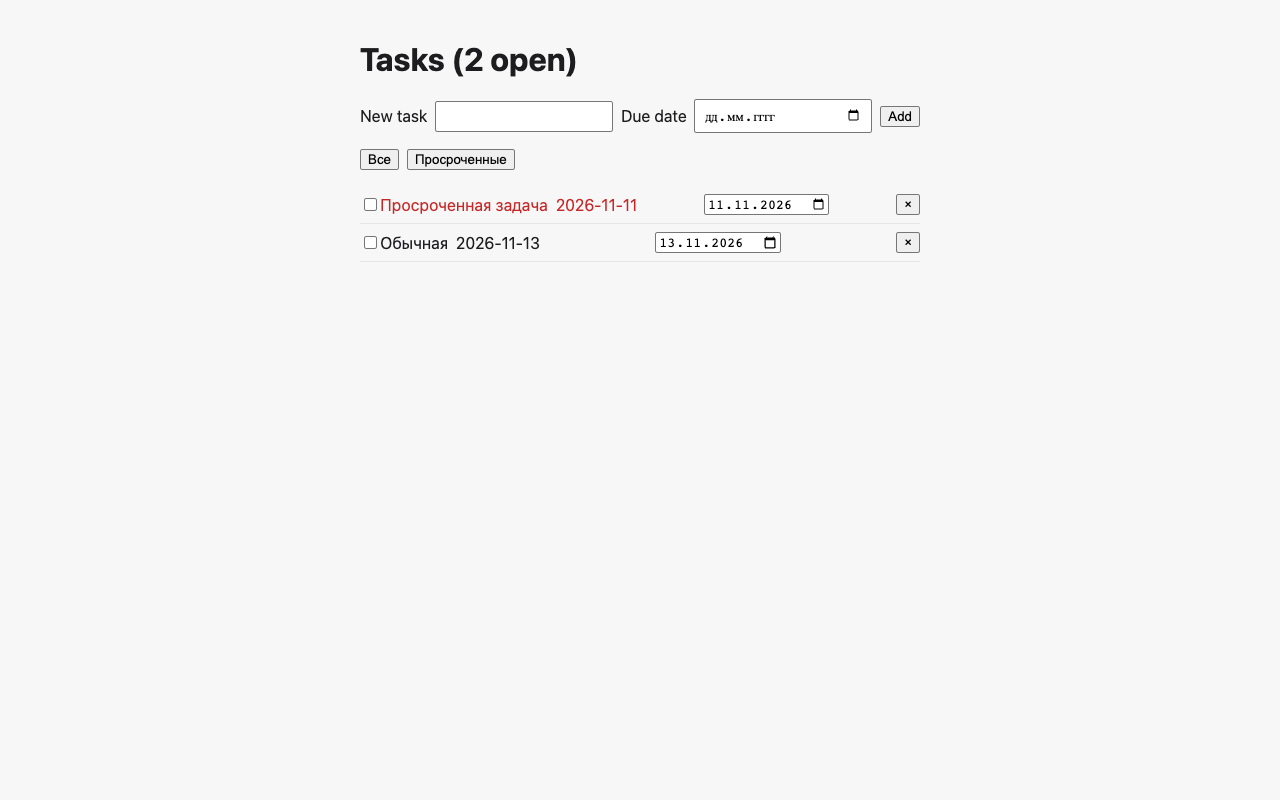 Tasks (2 open)
New task Due date дд.мм.гггг Add
Все Просроченные
Просроченная задача 2026-11-11 11.11.2026 ×
Обычная 2026-11-13 13.11.2026 ×